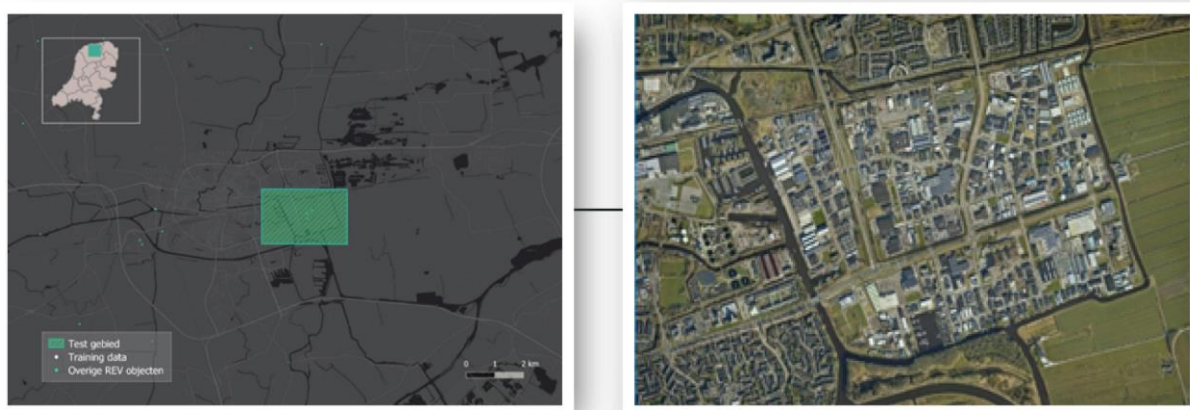 Test gebied
Training data
Overige REV objecten
0 1 2 km